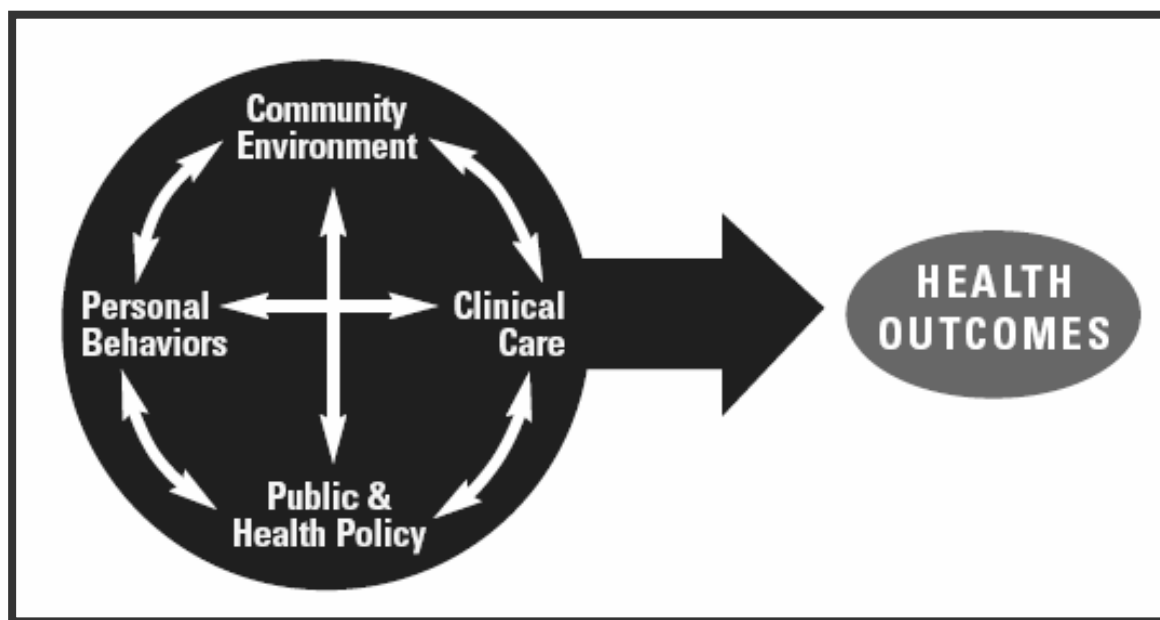 Community
Environment
Personal
Behaviors
Clinical
Care
Public &
Health Policy
HEALTH
OUTCOMES